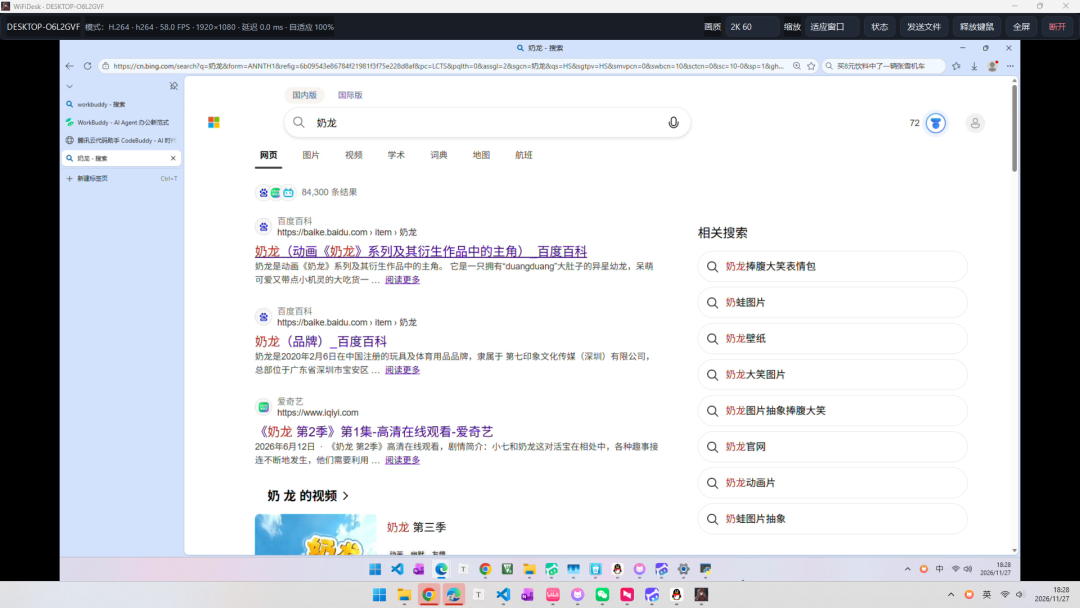 WiFiDesk - DESKTOP-O6L2GVF
DESKTOP-O6L2GVF 模式：H.264 · h264 · 58.0 FPS · 1920×1080 · 延迟 0.0 ms · 自适应 100%
画质 2K 60 缩放 适应窗口 状态 发送文件 释放键鼠 全屏 断开
奶龙 - 搜索
https://cn.bing.com/search?q=奶龙&form=ANNTH1&refig=6b09543e86784f21981f3f75e228d8af&pc=LCTS&pqlth=0&assgl=2&sgcn=奶龙&qs=HS&sgtpv=HS&smvpcn=0&swbcn=10&sctcn=0&sc=10-0&sp=1&gh...
买8元饮料中了一辆张雪机车
workbuddy - 搜索
WorkBuddy - AI Agent 办公新范式
腾讯云代码助手 CodeBuddy - AI 时
奶龙 - 搜索
新建标签页 Ctrl+T
国内版 国际版
奶龙
72
网页 图片 视频 学术 词典 地图 航班
84,300 条结果
百度百科
https://baike.baidu.com › item › 奶龙
奶龙（动画《奶龙》系列及其衍生作品中的主角）_百度百科
奶龙是动画《奶龙》系列及其衍生作品中的主角。 它是一只拥有“duangduang”大肚子的异星幼龙，呆萌
可爱又带点小机灵的大吃货一 … 阅读更多
百度百科
https://baike.baidu.com › item › 奶龙
奶龙（品牌）_百度百科
奶龙是2020年2月6日在中国注册的玩具及体育用品品牌，隶属于 第七印象文化传媒（深圳）有限公司，
总部位于广东省深圳市宝安区 … 阅读更多
爱奇艺
https://www.iqiyi.com
《奶龙 第2季》第1集-高清在线观看-爱奇艺
2026年6月12日 · 《奶龙 第2季》高清在线观看，剧情简介：小七和奶龙这对活宝在相处中，各种趣事接
连不断地发生，他们需要利用 … 阅读更多
奶 龙 的视频
奶龙
奶龙 第三季
动画 幽默 友情
相关搜索
奶龙捧腹大笑表情包
奶蛙图片
奶龙壁纸
奶龙大笑图片
奶龙图片抽象捧腹大笑
奶龙官网
奶龙动画片
奶蛙图片抽象
中
18:28
2026/11/27
英
18:28
2026/11/27